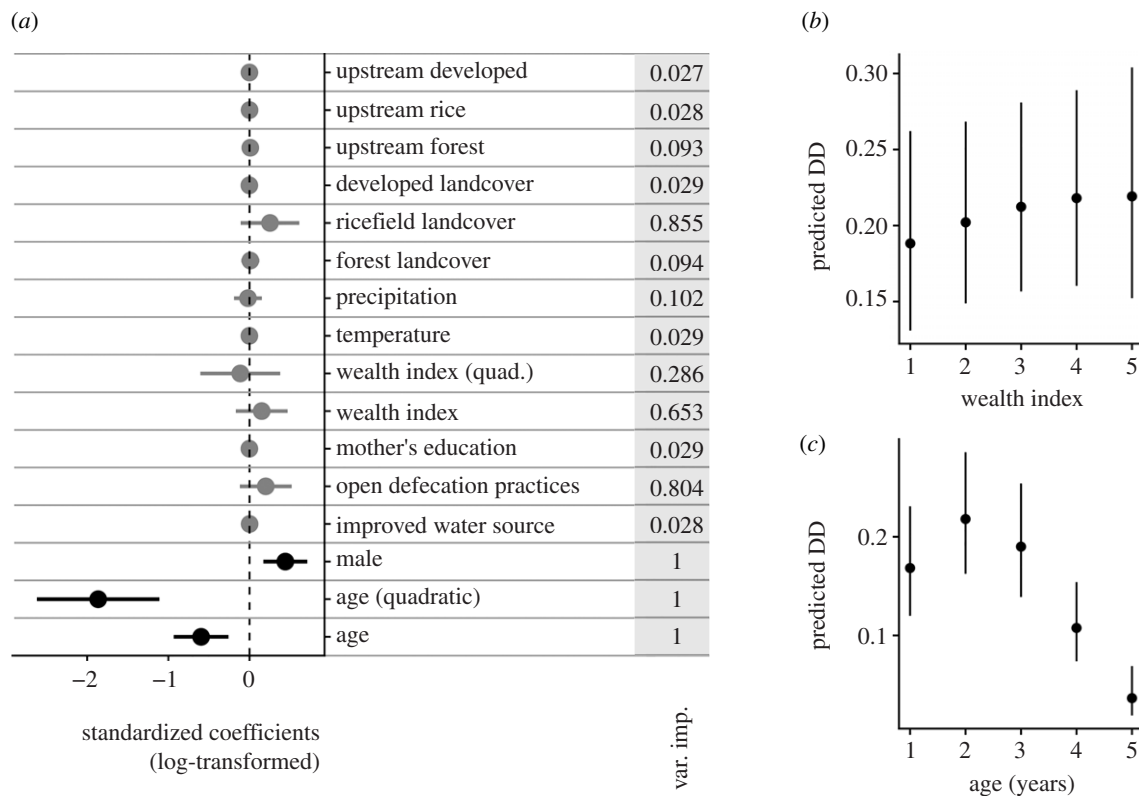 (a)
upstream developed 0.027
upstream rice 0.028
upstream forest 0.093
developed landcover 0.029
ricefield landcover 0.855
forest landcover 0.094
precipitation 0.102
temperature 0.029
wealth index (quad.) 0.286
wealth index 0.653
mother's education 0.029
open defecation practices 0.804
improved water source 0.028
male 1
age (quadratic) 1
age 1
−2 −1 0
standardized coefficients
(log-transformed)
var. imp.
(b)
predicted DD
0.30
0.25
0.20
0.15
1 2 3 4 5
wealth index
(c)
predicted DD
0.2
0.1
1 2 3 4 5
age (years)